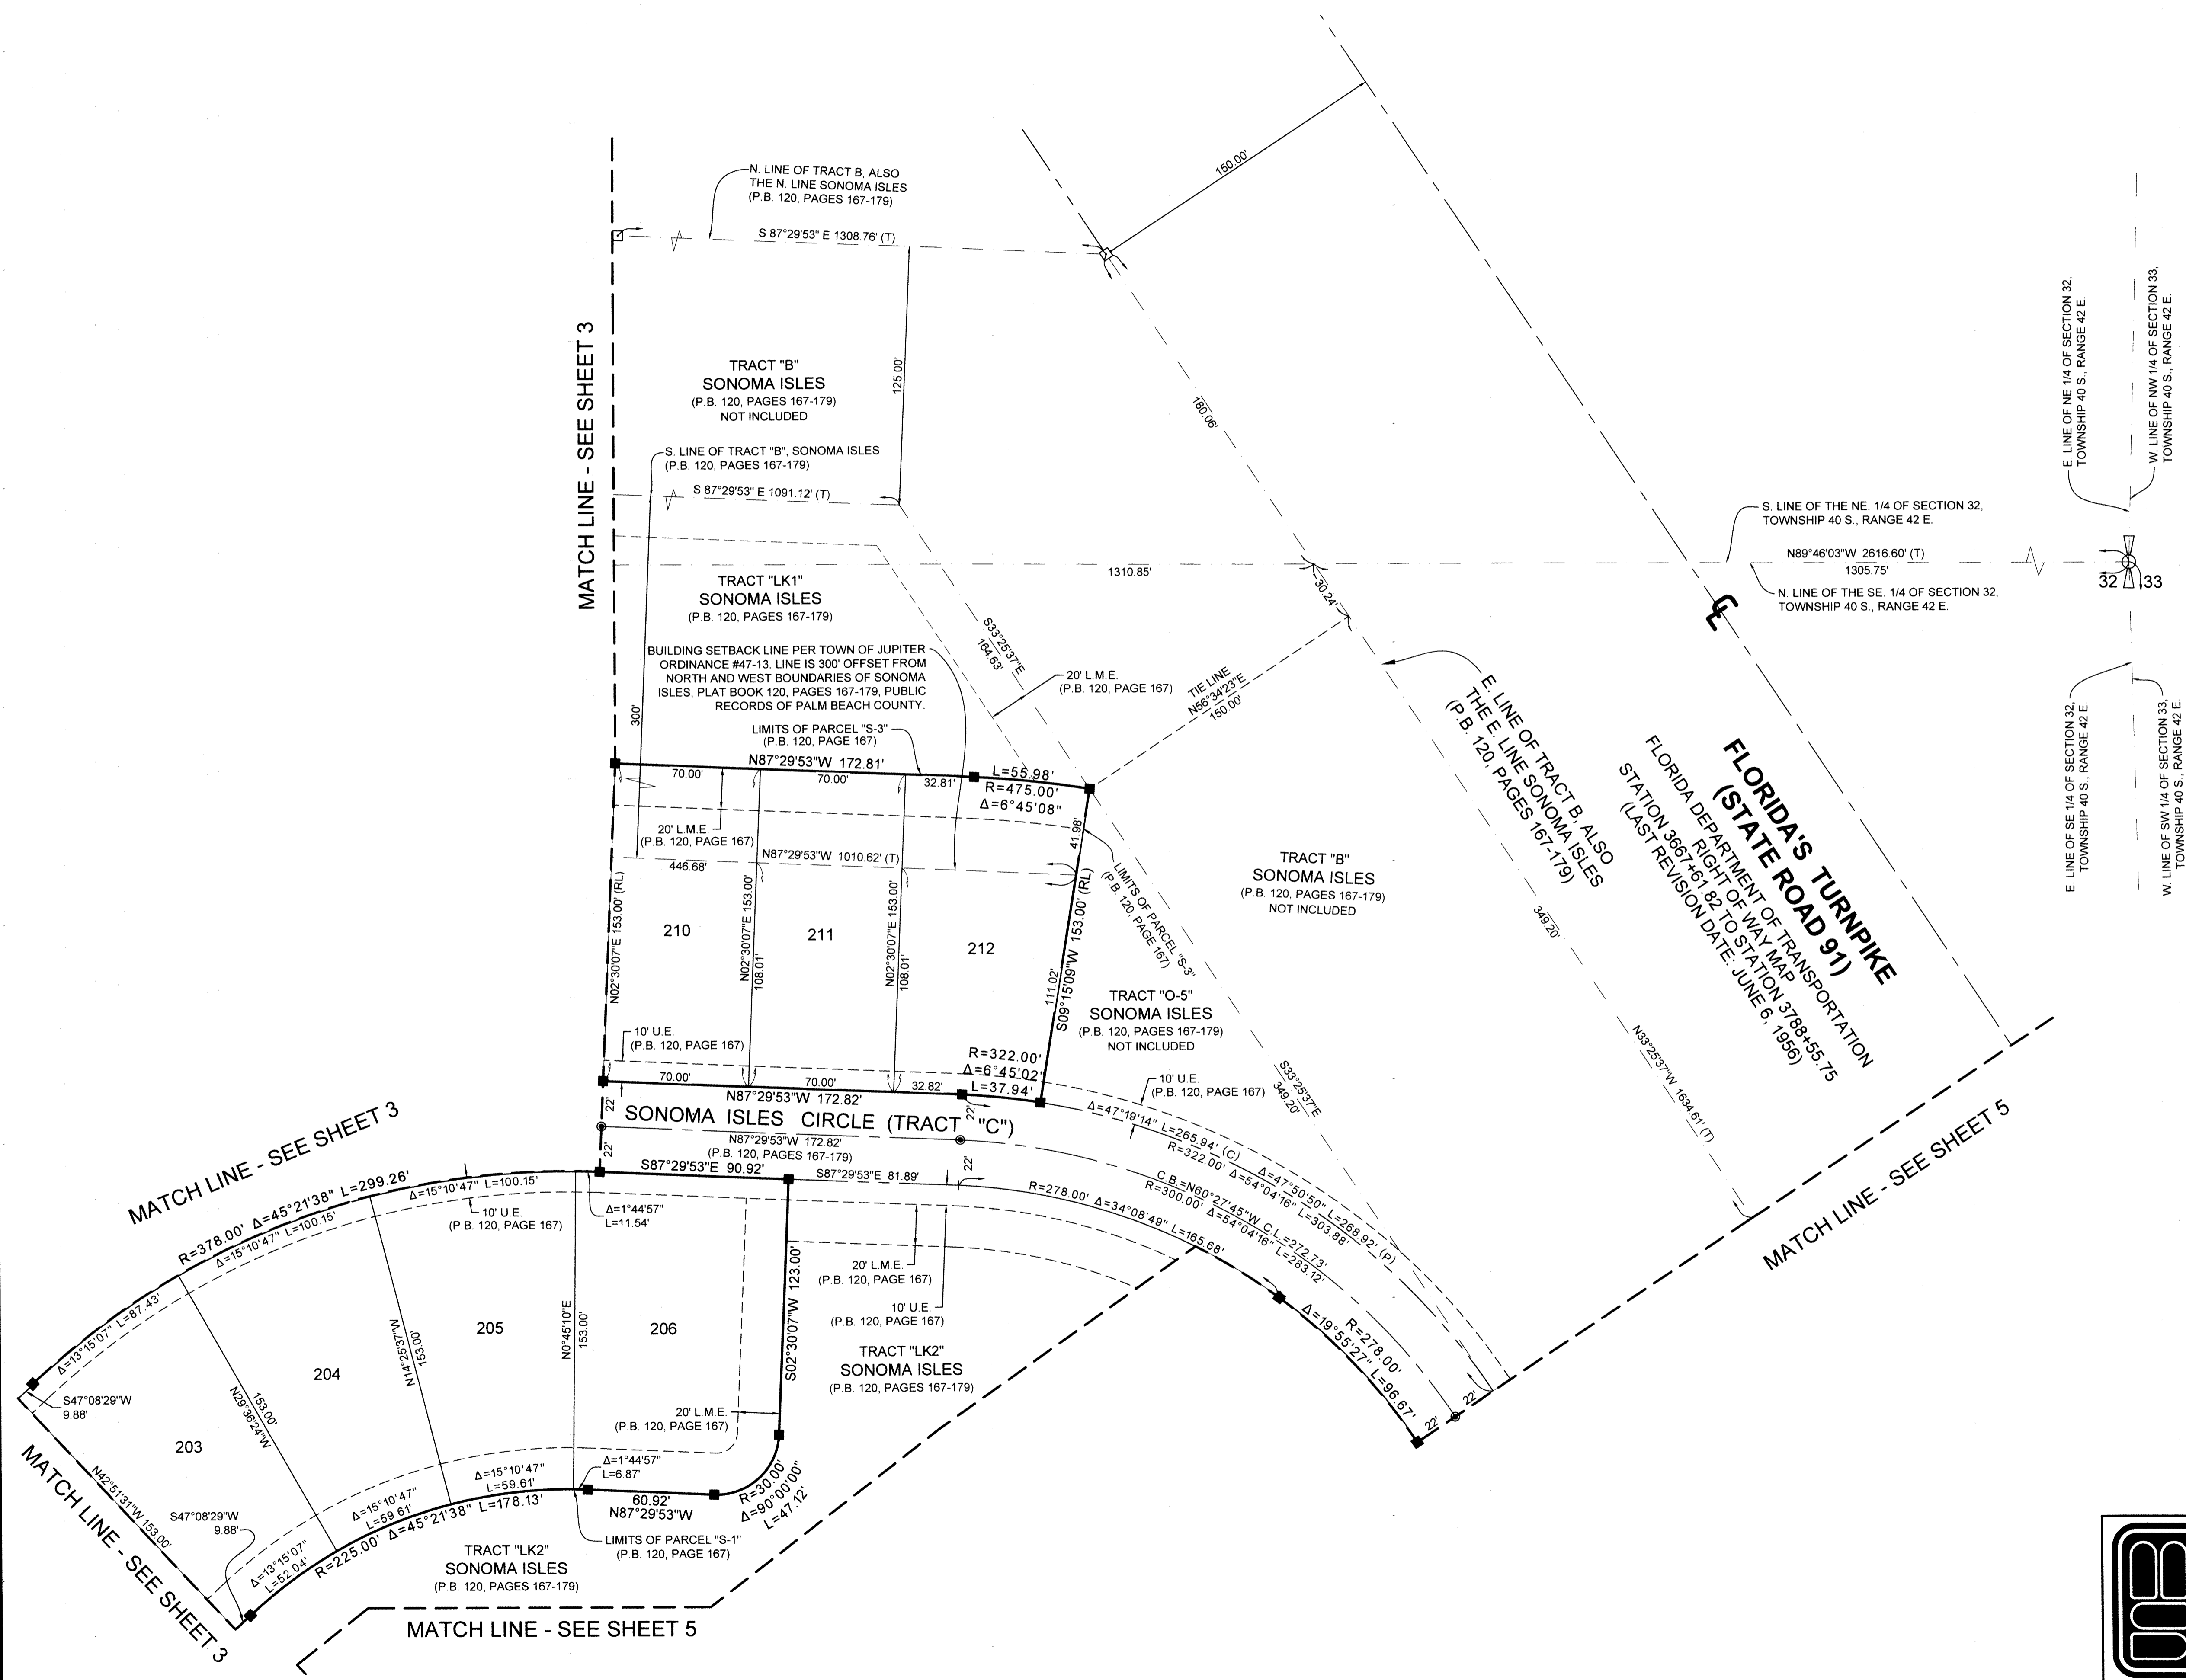 150.00'
N. LINE OF TRACT B, ALSO
THE N. LINE SONOMA ISLES
(P.B. 120, PAGES 167-179)
S 87°29'53" E 1308.76' (T)
MATCH LINE - SEE SHEET 3
TRACT "B"
SONOMA ISLES
(P.B. 120, PAGES 167-179)
NOT INCLUDED
125.00'
180.06'
S. LINE OF TRACT "B", SONOMA ISLES
(P.B. 120, PAGES 167-179)
S 87°29'53" E 1091.12' (T)
E. LINE OF NE 1/4 OF SECTION 32,
TOWNSHIP 40 S., RANGE 42 E.
W. LINE OF NW 1/4 OF SECTION 33,
TOWNSHIP 40 S., RANGE 42 E.
S. LINE OF THE NE. 1/4 OF SECTION 32,
TOWNSHIP 40 S., RANGE 42 E.
N89°46'03"W 2616.60' (T)
1305.75'
32
33
N. LINE OF THE SE. 1/4 OF SECTION 32,
TOWNSHIP 40 S., RANGE 42 E.
E. LINE OF SE 1/4 OF SECTION 32,
TOWNSHIP 40 S., RANGE 42 E.
W. LINE OF SW 1/4 OF SECTION 33,
TOWNSHIP 40 S., RANGE 42 E.
1310.85'
30.24'
TRACT "LK1"
SONOMA ISLES
(P.B. 120, PAGES 167-179)
S33°25'37"E
164.63'
BUILDING SETBACK LINE PER TOWN OF JUPITER
ORDINANCE #47-13. LINE IS 300' OFFSET FROM
NORTH AND WEST BOUNDARIES OF SONOMA
ISLES, PLAT BOOK 120, PAGES 167-179, PUBLIC
RECORDS OF PALM BEACH COUNTY.
300'
20' L.M.E.
(P.B. 120, PAGE 167)
TIE LINE
N56°34'23"E
150.00'
E. LINE OF TRACT B, ALSO
THE E. LINE SONOMA ISLES
(P.B. 120, PAGES 167-179)
FLORIDA'S TURNPIKE
(STATE ROAD 91)
FLORIDA DEPARTMENT OF TRANSPORTATION
RIGHT OF WAY MAP
STATION 3667+61.82 TO STATION 3788+55.75
(LAST REVISION DATE: JUNE 6, 1956)
LIMITS OF PARCEL "S-3"
(P.B. 120, PAGE 167)
N87°29'53"W 172.81'
70.00'
70.00'
32.81'
L=55.98'
R=475.00'
Δ=6°45'08"
20' L.M.E.
(P.B. 120, PAGE 167)
N87°29'53"W 1010.62' (T)
446.68'
41.98'
LIMITS OF PARCEL "S-3"
(P.B. 120, PAGE 167)
TRACT "B"
SONOMA ISLES
(P.B. 120, PAGES 167-179)
NOT INCLUDED
349.20'
N33°25'37"W 1634.61' (T)
N02°30'07"E 153.00' (RL)
210
N02°30'07"E 153.00'
108.01'
211
N02°30'07"E 153.00'
108.01'
212
111.02'
S09°15'09"W 153.00' (RL)
TRACT "O-5"
SONOMA ISLES
(P.B. 120, PAGES 167-179)
NOT INCLUDED
S33°25'37"E
349.20'
10' U.E.
(P.B. 120, PAGE 167)
R=322.00'
Δ=6°45'02"
L=37.94'
70.00'
70.00'
32.82'
N87°29'53"W 172.82'
10' U.E.
(P.B. 120, PAGE 167)
22'
22'
SONOMA ISLES CIRCLE (TRACT "C")
N87°29'53"W 172.82'
(P.B. 120, PAGES 167-179)
22'
22'
Δ=47°19'14" L=265.94' (C)
Δ=47°50'50" L=268.92' (P)
R=322.00' Δ=54°04'16" L=303.88'
C.B.=N60°27'45"W C.L.=272.73'
R=300.00' Δ=54°04'16" L=283.12'
R=278.00' Δ=34°08'49" L=165.68'
R=278.00'
Δ=19°55'27" L=96.67'
22'
22'
MATCH LINE - SEE SHEET 5
MATCH LINE - SEE SHEET 3
S87°29'53"E 90.92'
S87°29'53"E 81.89'
R=378.00' Δ=45°21'38" L=299.26'
Δ=15°10'47" L=100.15'
Δ=15°10'47" L=100.15'
Δ=13°15'07" L=87.43'
10' U.E.
(P.B. 120, PAGE 167)
Δ=1°44'57"
L=11.54'
S47°08'29"W
9.88'
203
N29°36'24"W
153.00'
204
N14°25'37"W
153.00'
205
N0°45'10"E
153.00'
206
S02°30'07"W 123.00'
20' L.M.E.
(P.B. 120, PAGE 167)
10' U.E.
(P.B. 120, PAGE 167)
TRACT "LK2"
SONOMA ISLES
(P.B. 120, PAGES 167-179)
20' L.M.E.
(P.B. 120, PAGE 167)
N42°51'31"W 153.00'
MATCH LINE - SEE SHEET 3
S47°08'29"W
9.88'
Δ=13°15'07"
L=52.04'
Δ=15°10'47"
L=59.61'
Δ=15°10'47"
L=59.61'
R=225.00' Δ=45°21'38" L=178.13'
Δ=1°44'57"
L=6.87'
60.92'
N87°29'53"W
R=30.00'
Δ=90°00'00"
L=47.12'
LIMITS OF PARCEL "S-1"
(P.B. 120, PAGE 167)
TRACT "LK2"
SONOMA ISLES
(P.B. 120, PAGES 167-179)
MATCH LINE - SEE SHEET 5